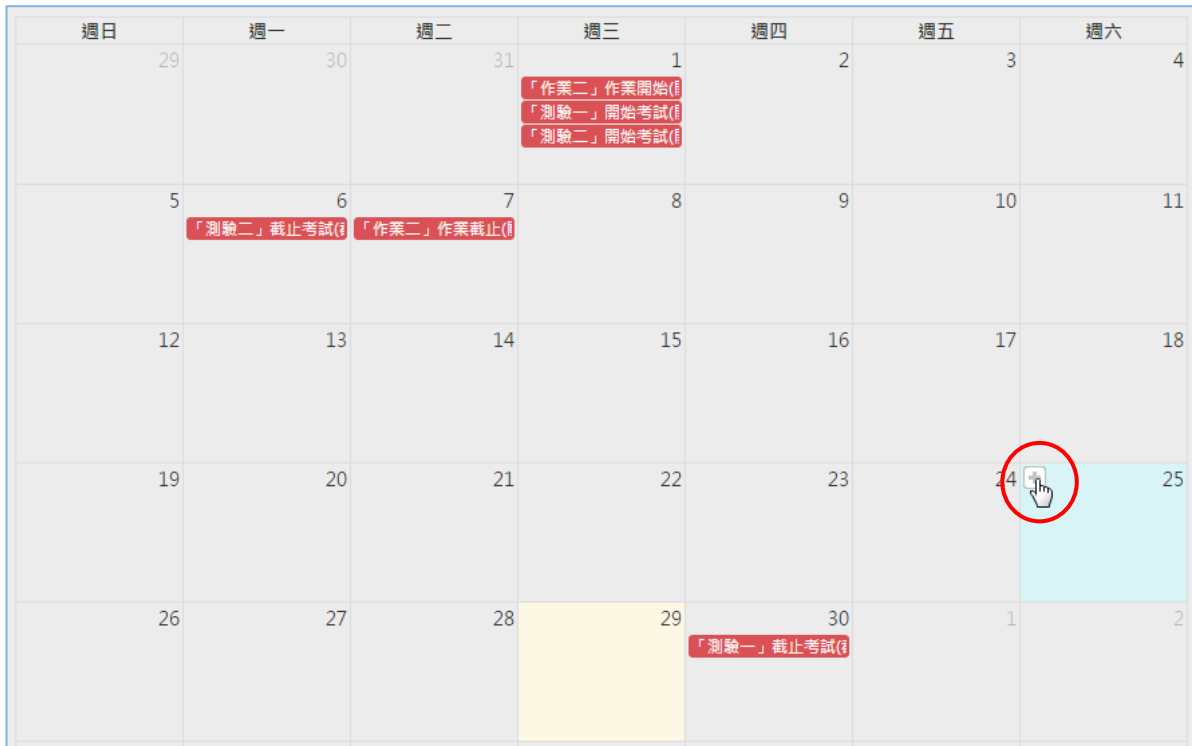 週日 週一 週二 週三 週四 週五 週六
29 30 31 1 2 3 4
「作業二」作業開始(
「測驗一」開始考試(
「測驗二」開始考試(
5 6 7 8 9 10 11
「測驗二」截止考試( 「作業二」作業截止(
12 13 14 15 16 17 18
19 20 21 22 23 24 25
26 27 28 29 30 1 2
「測驗一」截止考試(